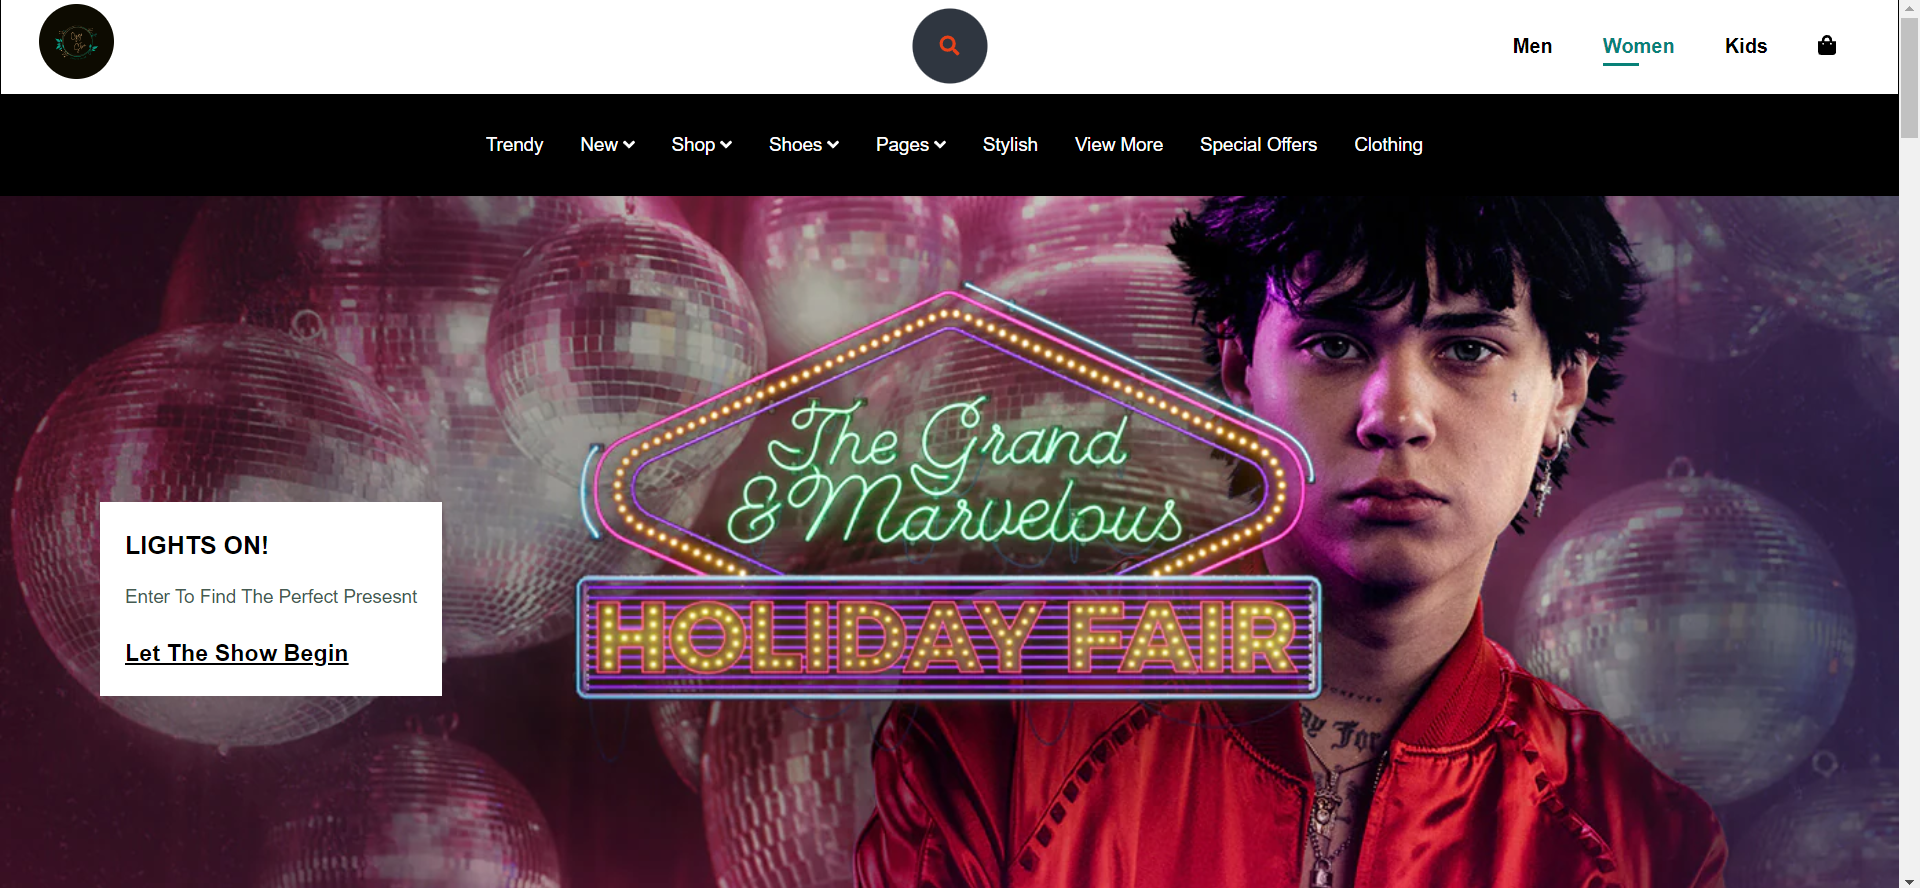 Men
Women
Kids
Trendy
New
Shop
Shoes
Pages
Stylish
View More
Special Offers
Clothing
The Grand
& Marvelous
HOLIDAY FAIR
LIGHTS ON!
Enter To Find The Perfect Presesnt
Let The Show Begin